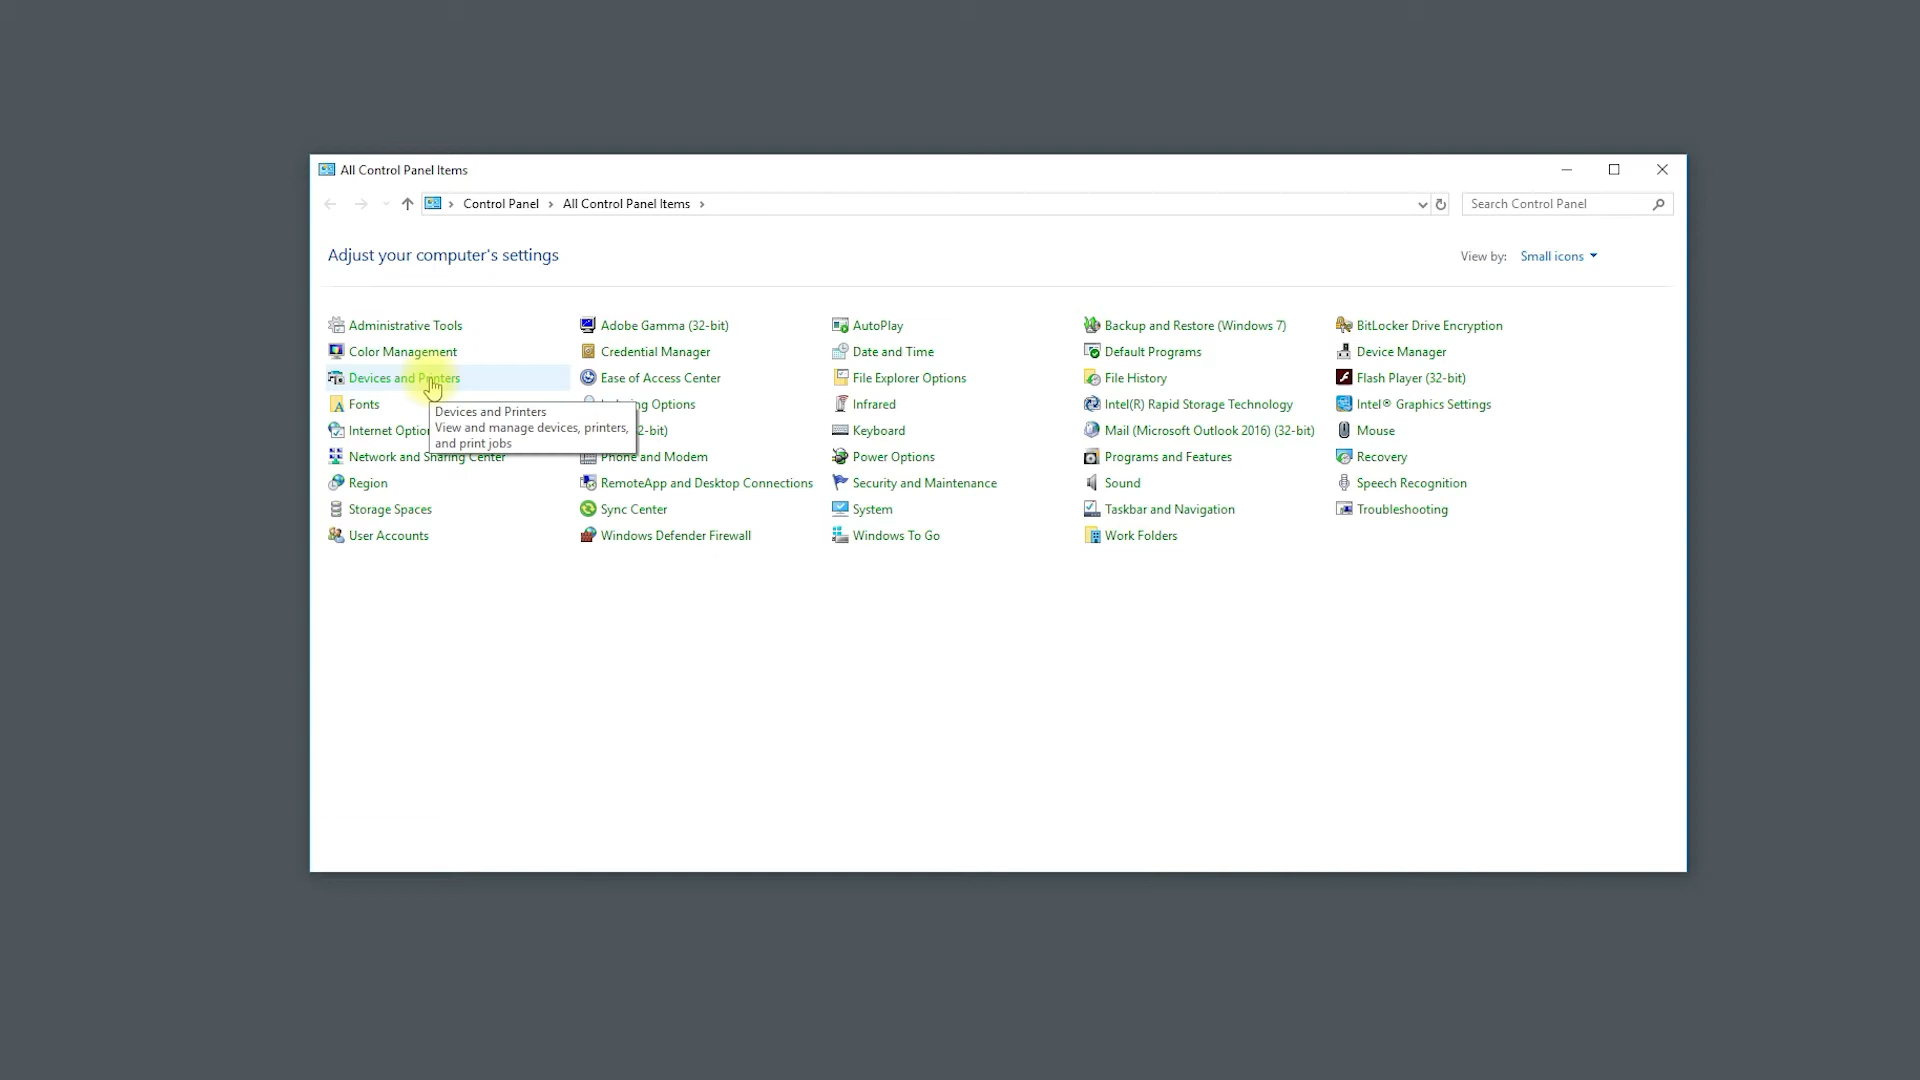 All Control Panel Items
Control Panel > All Control Panel Items >
Search Control Panel
Adjust your computer's settings
View by: Small icons
Administrative Tools
Adobe Gamma (32-bit)
AutoPlay
Backup and Restore (Windows 7)
BitLocker Drive Encryption
Color Management
Credential Manager
Date and Time
Default Programs
Device Manager
Devices and Printers
Ease of Access Center
File Explorer Options
File History
Flash Player (32-bit)
Fonts
Options
Infrared
Intel(R) Rapid Storage Technology
Intel® Graphics Settings
Devices and Printers
View and manage devices, printers,
and print jobs
Internet
2-bit)
Keyboard
Mail (Microsoft Outlook 2016) (32-bit)
Mouse
Network and Sharing Center
Phone and Modem
Power Options
Programs and Features
Recovery
Region
RemoteApp and Desktop Connections
Security and Maintenance
Sound
Speech Recognition
Storage Spaces
Sync Center
System
Taskbar and Navigation
Troubleshooting
User Accounts
Windows Defender Firewall
Windows To Go
Work Folders